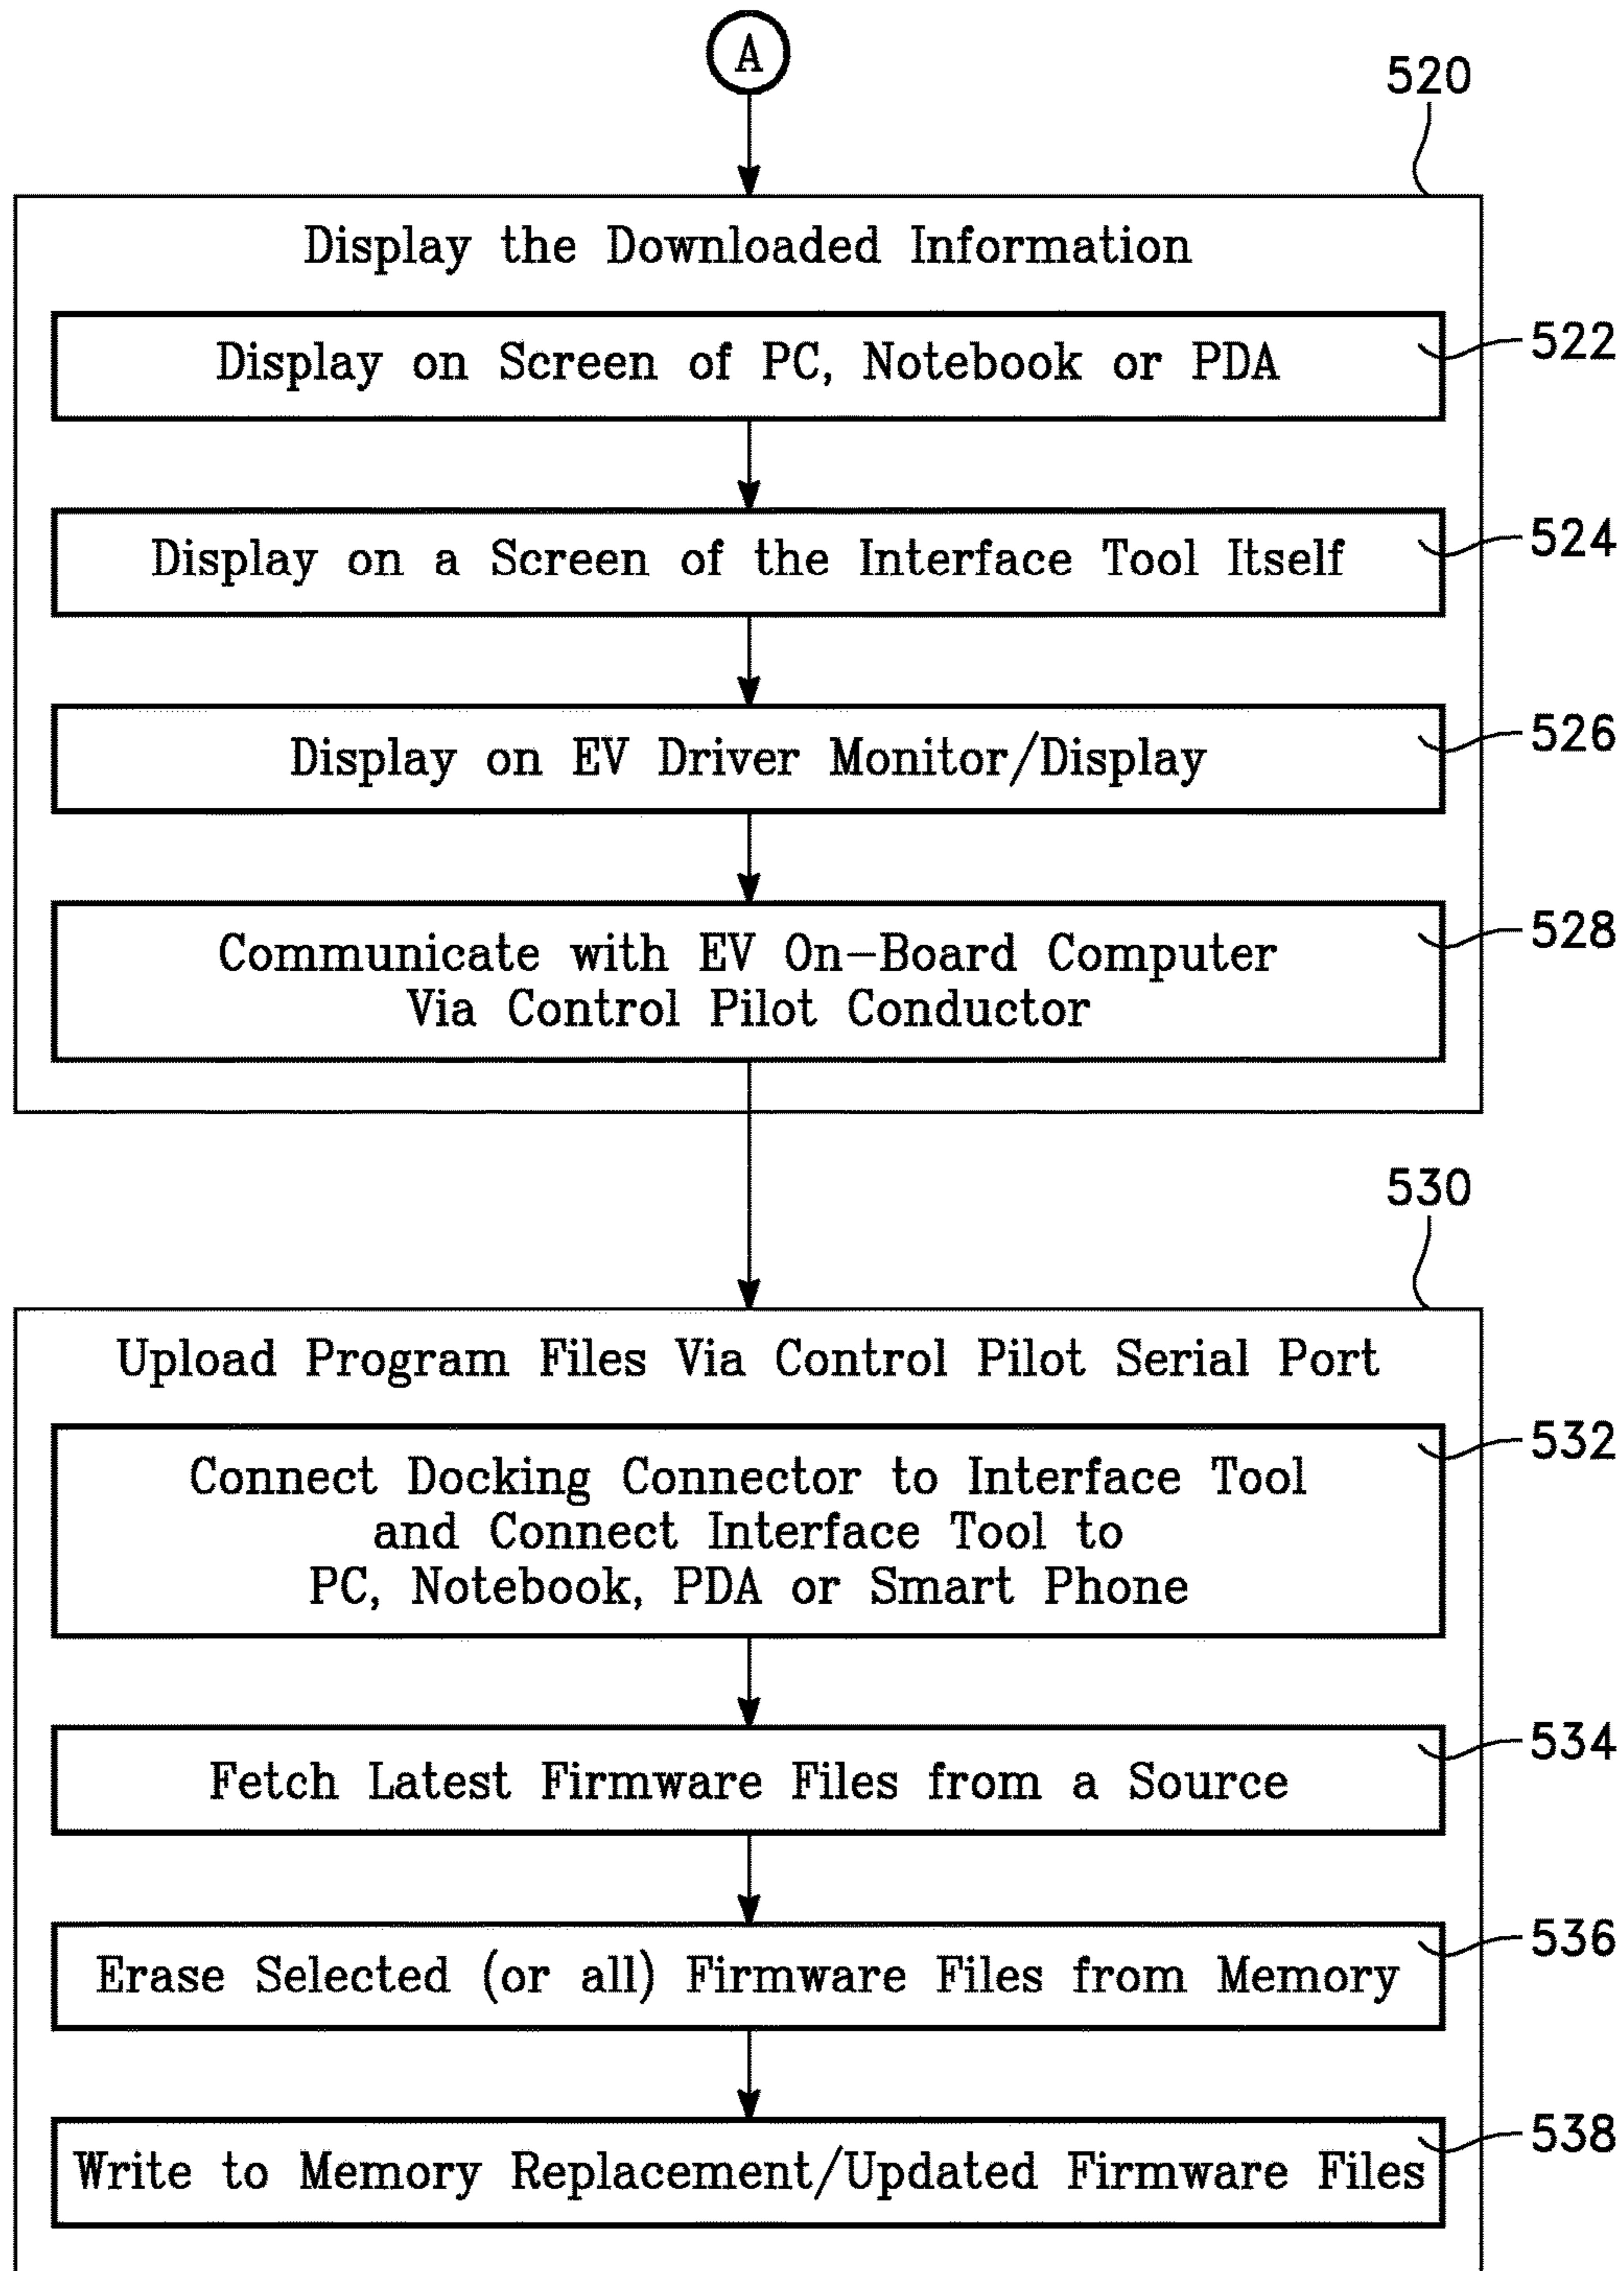 A
520
Display the Downloaded Information
Display on Screen of PC, Notebook or PDA
522
Display on a Screen of the Interface Tool Itself
524
Display on EV Driver Monitor/Display
526
Communicate with EV On-Board Computer
Via Control Pilot Conductor
528
530
Upload Program Files Via Control Pilot Serial Port
Connect Docking Connector to Interface Tool
and Connect Interface Tool to
PC, Notebook, PDA or Smart Phone
532
Fetch Latest Firmware Files from a Source
534
Erase Selected (or all) Firmware Files from Memory
536
Write to Memory Replacement/Updated Firmware Files
538